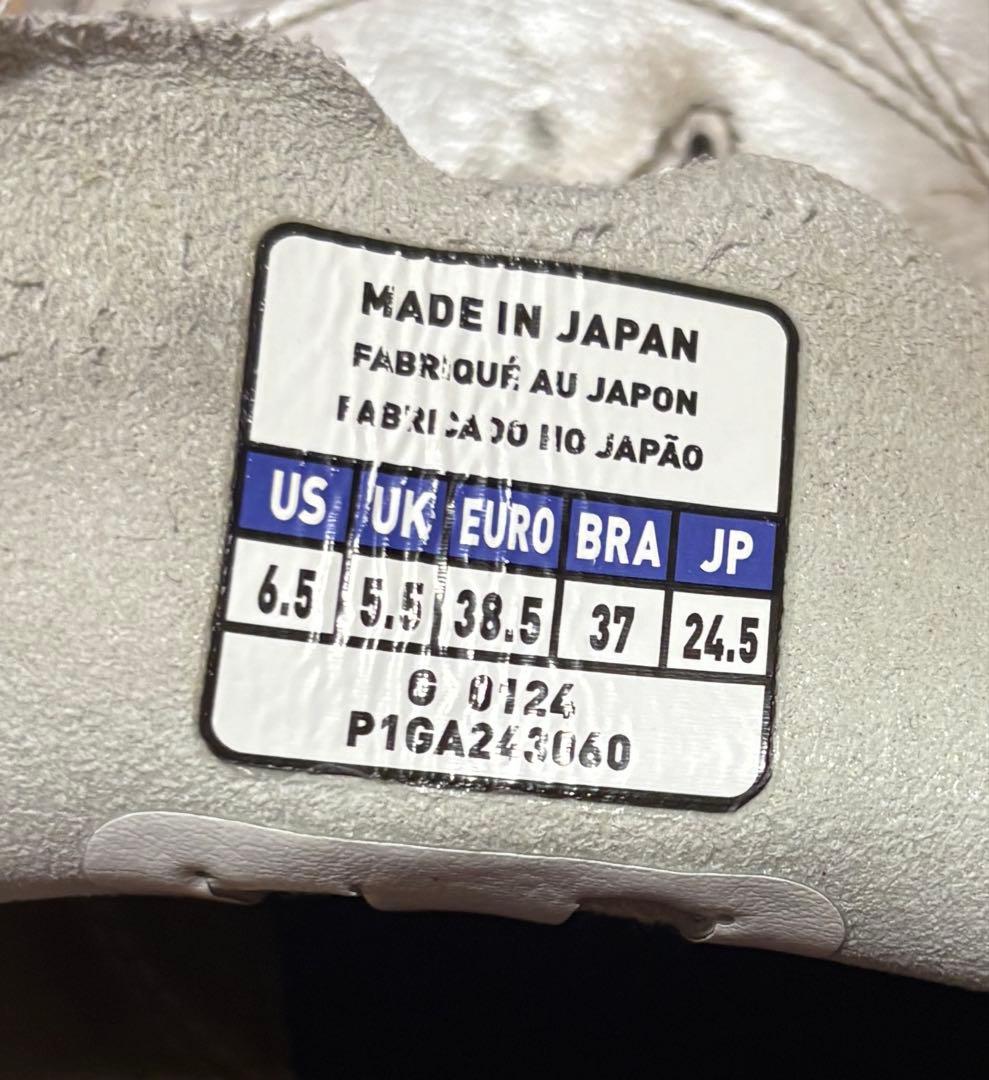 MADE IN JAPAN
FABRIQUÉ AU JAPON
FABRICADO NO JAPÃO
US UK EURO BRA JP
6.5 5.5 38.5 37 24.5
G 0124
P1GA243060